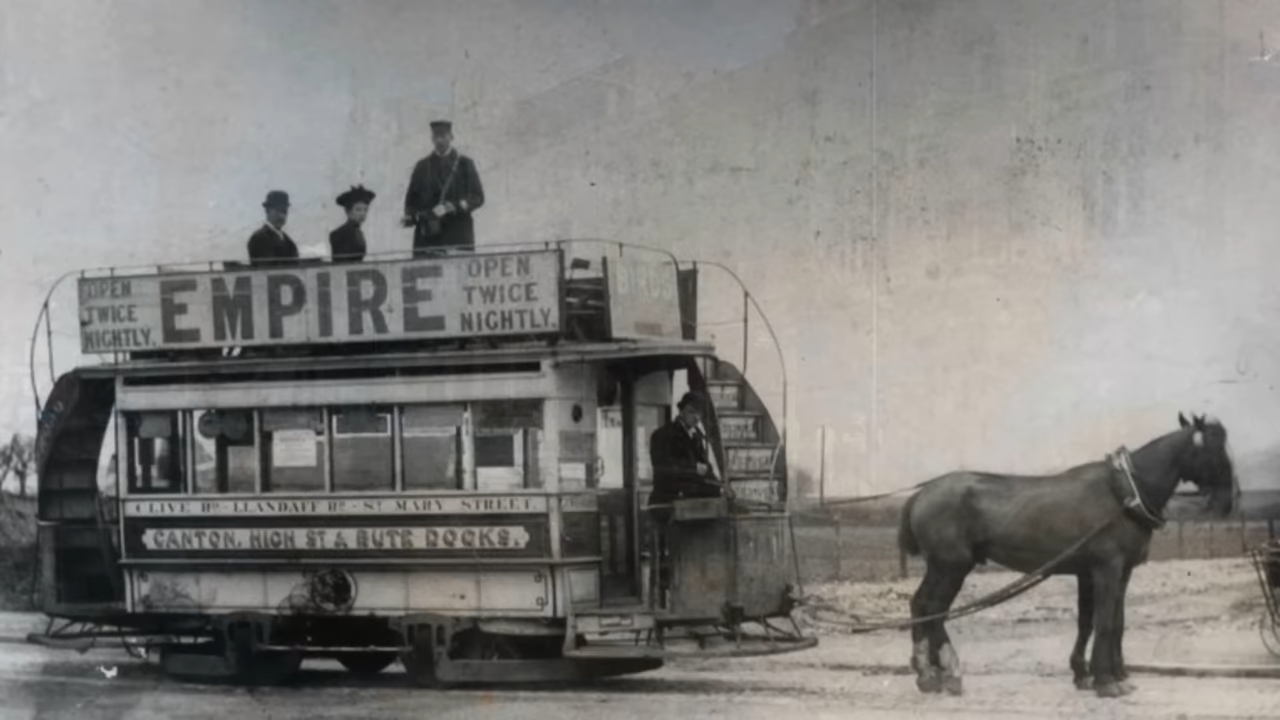 OPEN
TWICE
NIGHTLY.
EMPIRE
OPEN
TWICE
NIGHTLY.
BIRDS
CLIVE RD - LLANDAFF RD - ST MARY STREET.
CANTON, HIGH ST & BUTE DOCKS.